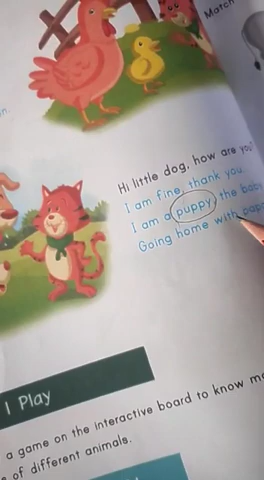 Match
Hi little dog, how are you?
I am fine, thank you.
I am a puppy, the baby
Going home with
I Play
a game on the interactive board to know
of different animals.